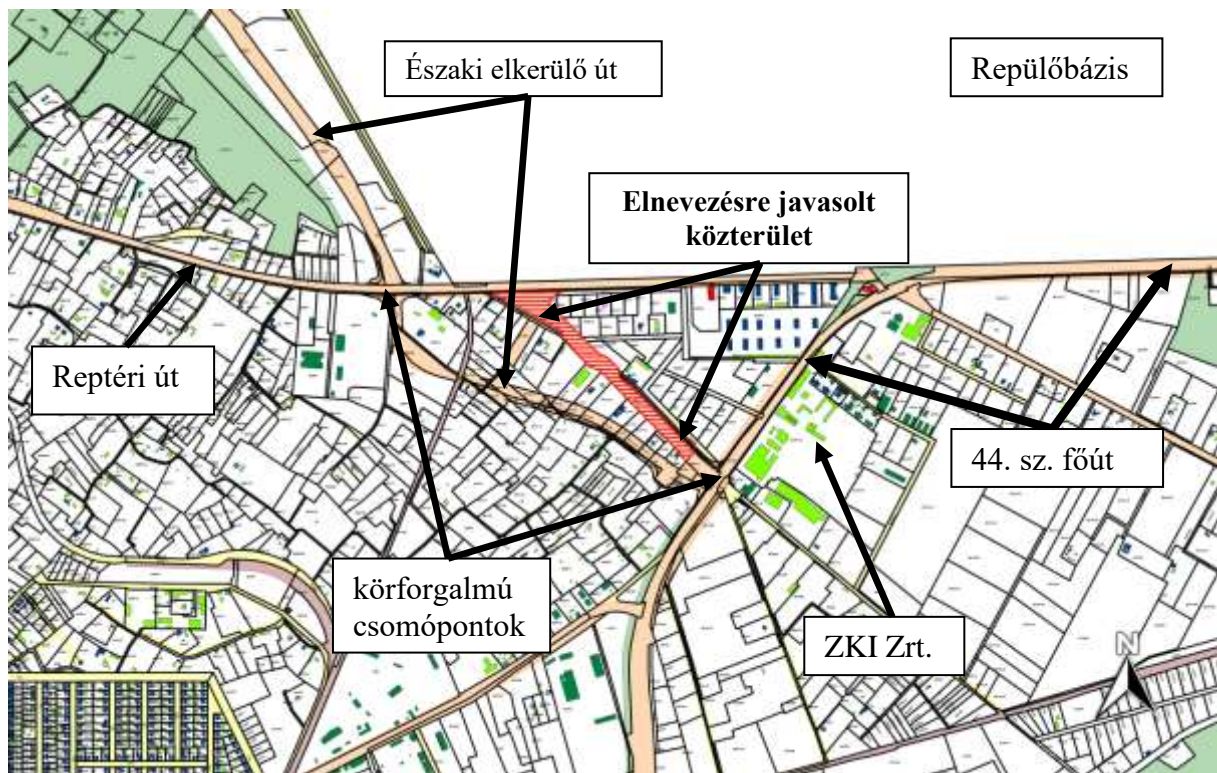 Északi elkerülő út
Repülőbázis
Elnevezésre javasolt
közterület
Reptéri út
44. sz. főút
körforgalmú
csomópontok
ZKI Zrt.
N